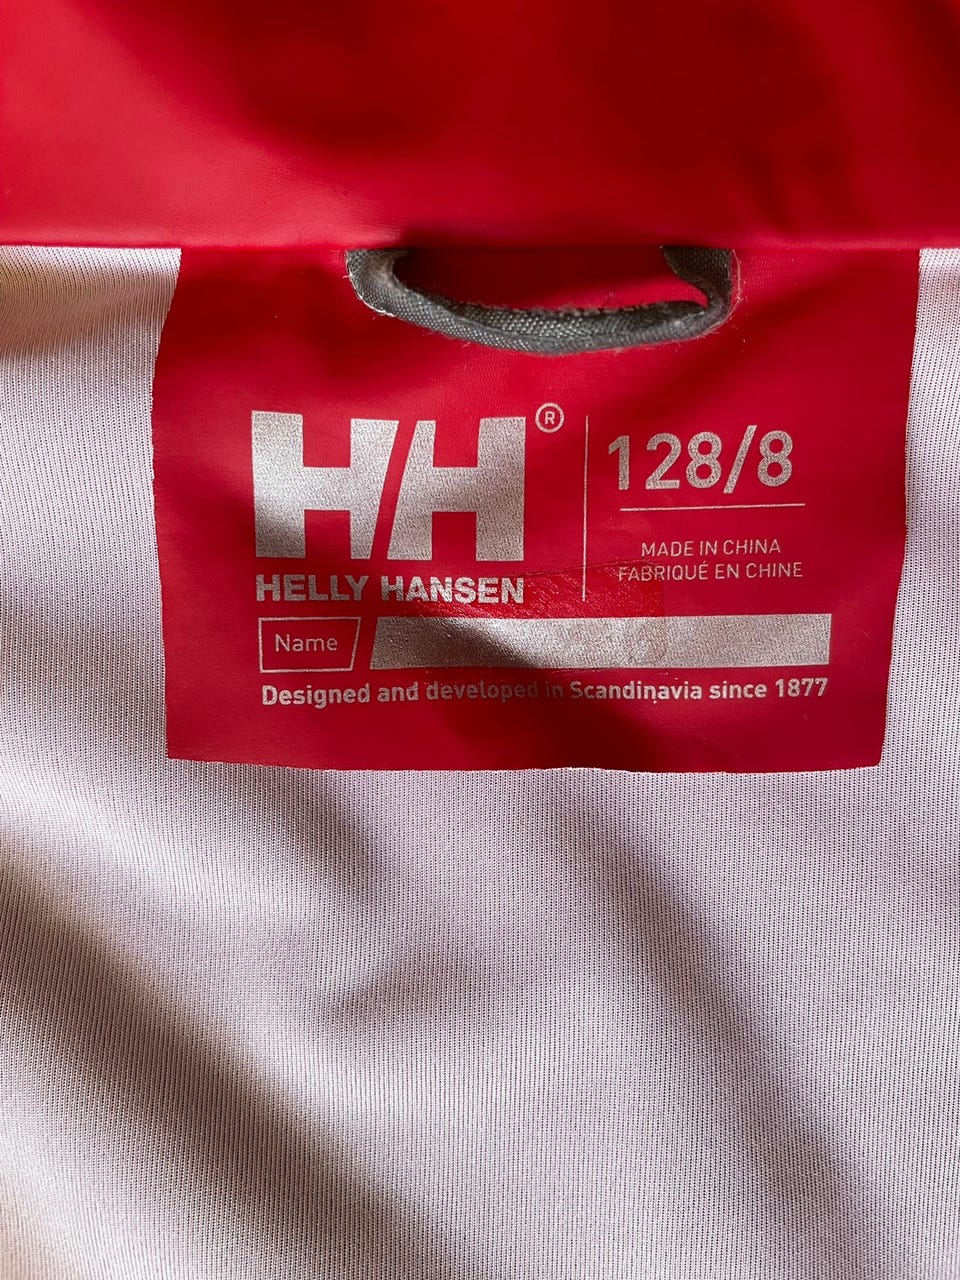 HH®
HELLY HANSEN
128/8
MADE IN CHINA
FABRIQUÉ EN CHINE
Name
Designed and developed in Scandinavia since 1877